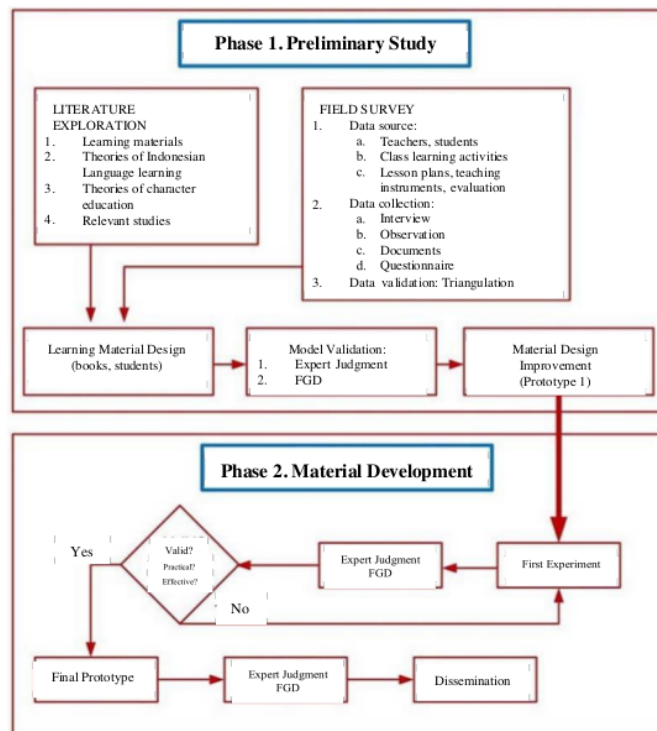 Phase 1. Preliminary Study
LITERATURE
EXPLORATION
1. Learning materials
2. Theories of Indonesian
Language learning
3. Theories of character
education
4. Relevant studies
FIELD SURVEY
1. Data source:
a. Teachers, students
b. Class learning activities
c. Lesson plans, teaching
instruments, evaluation
2. Data collection:
a. Interview
b. Observation
c. Documents
d. Questionnaire
3. Data validation: Triangulation
Learning Material Design
(books, students)
Model Validation:
1. Expert Judgment
2. FGD
Material Design
Improvement
(Prototype 1)
Phase 2. Material Development
Yes
Valid?
Practical?
Effective?
No
Expert Judgment
FGD
First Experiment
Final Prototype
Expert Judgment
FGD
Dissemination